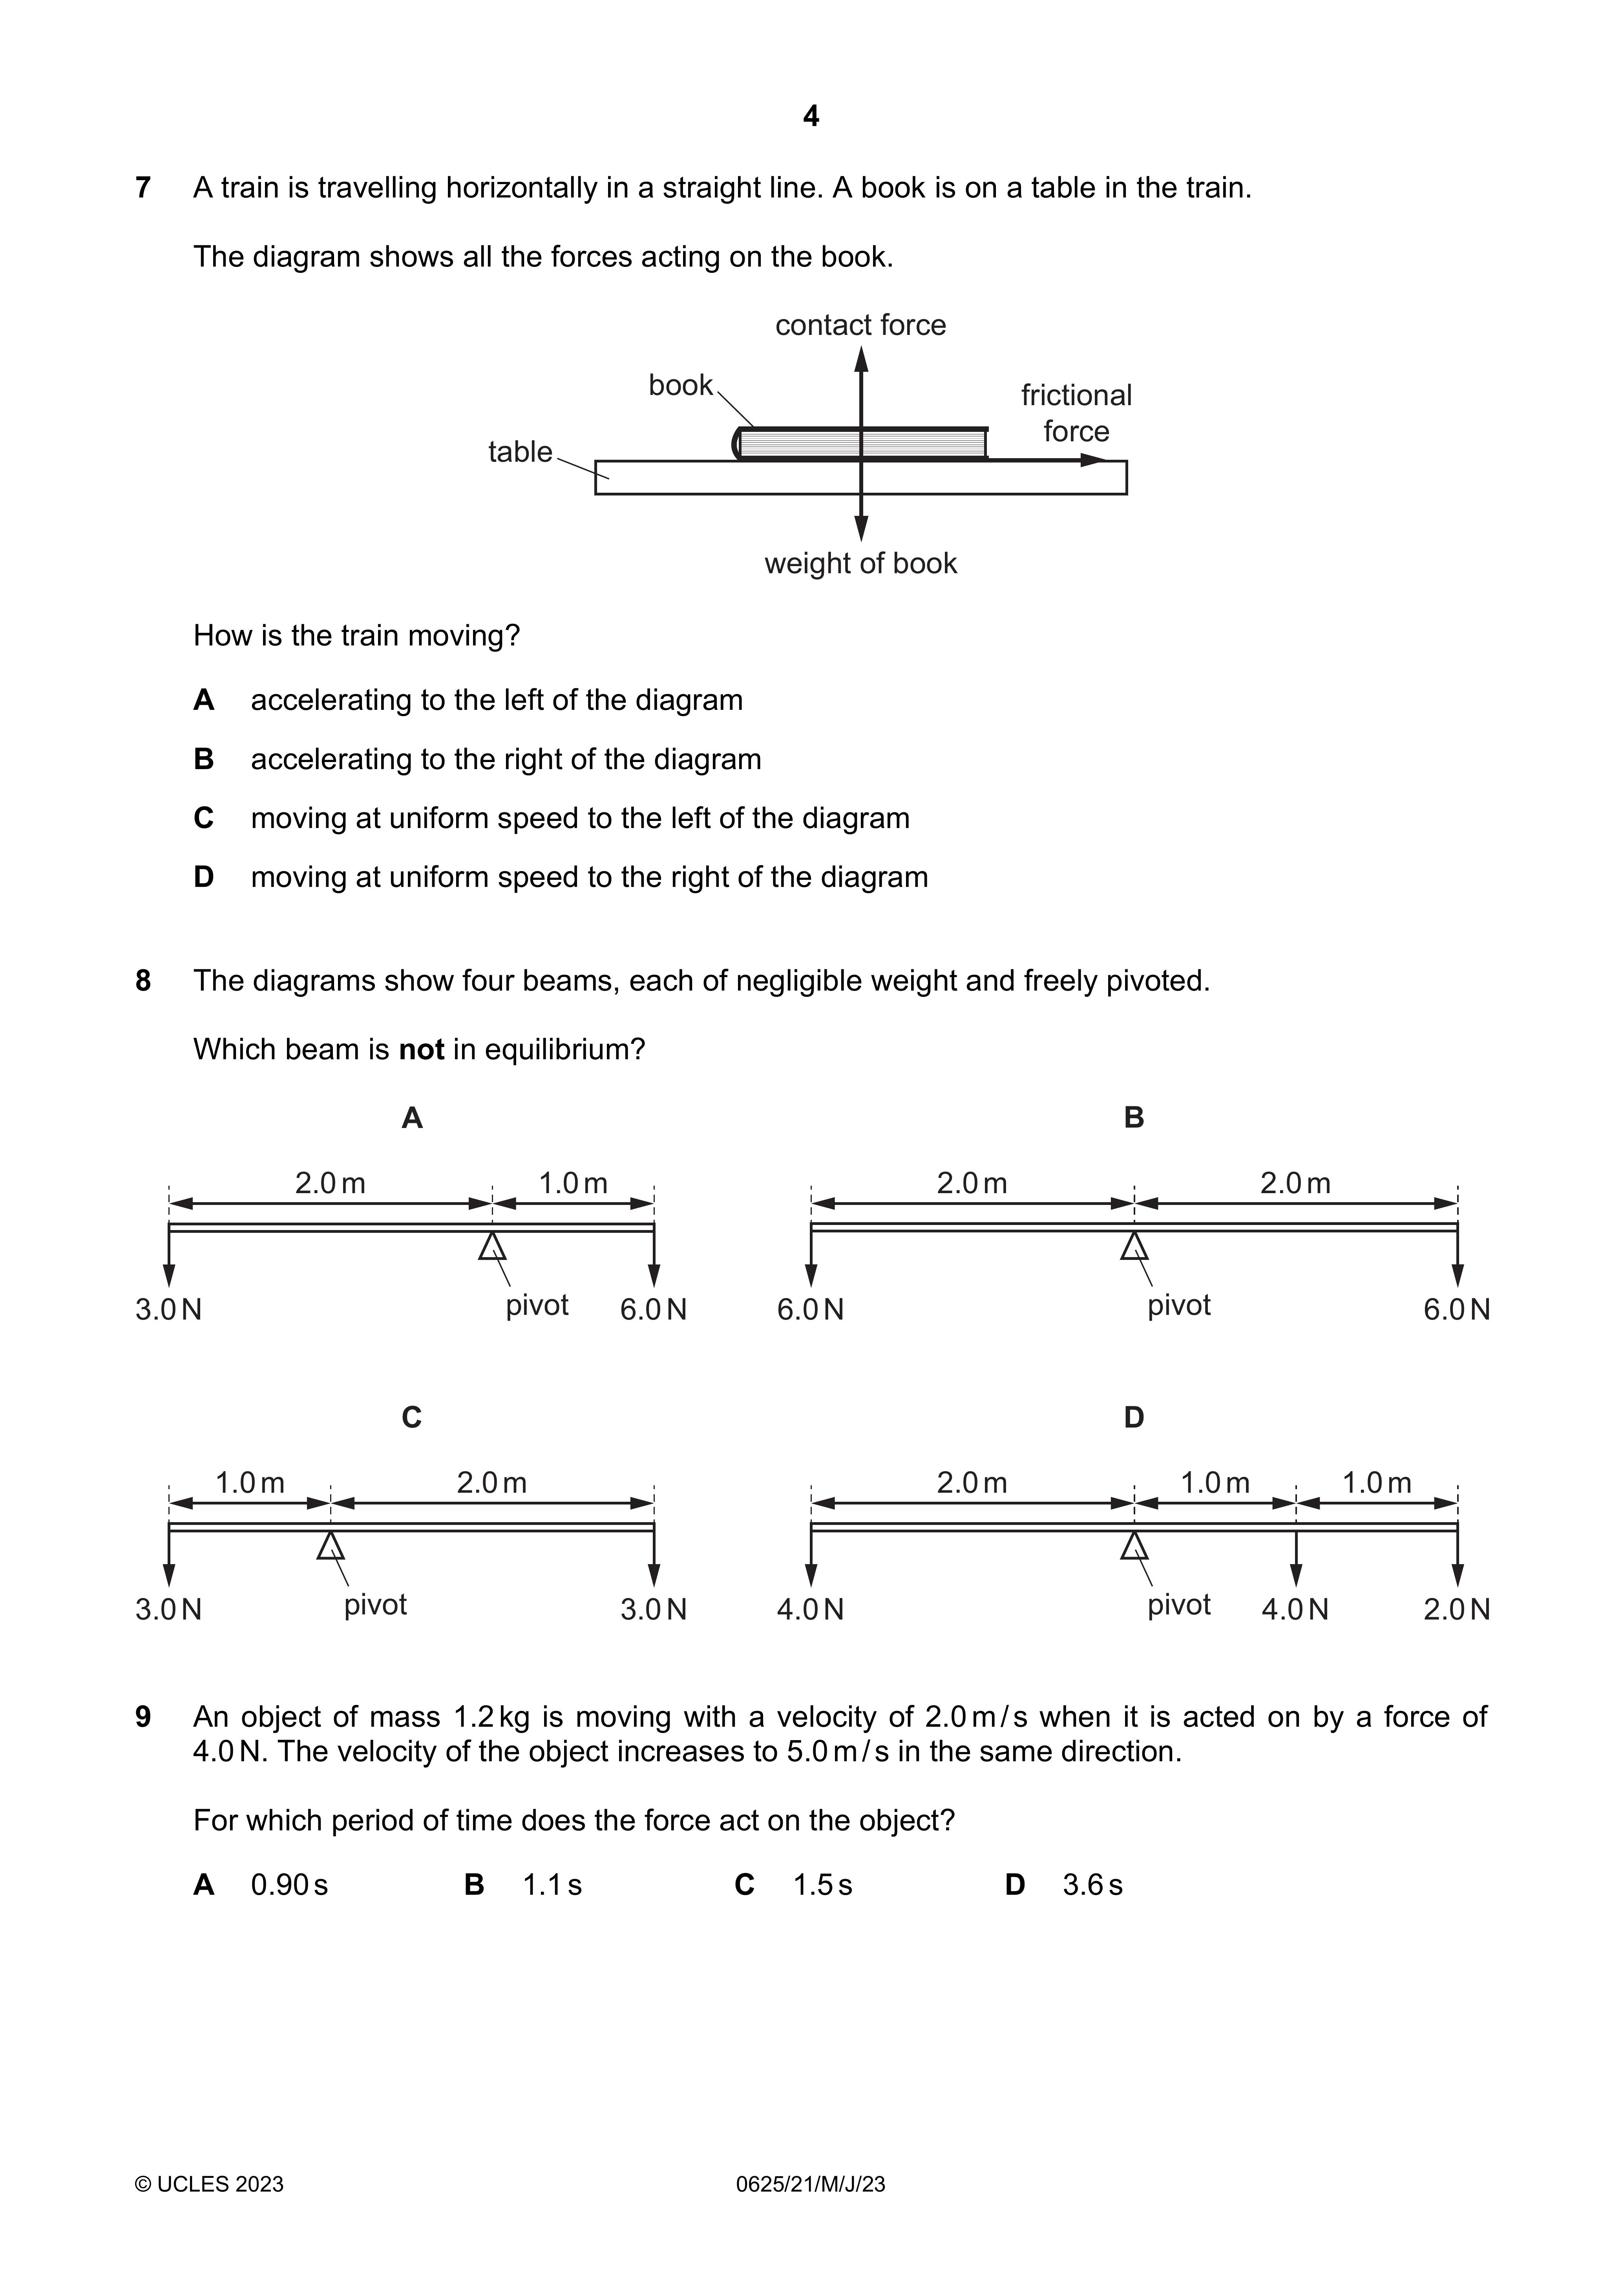 4
7 A train is travelling horizontally in a straight line. A book is on a table in the train.
The diagram shows all the forces acting on the book.
contact force
book
frictional
force
table
weight of book
How is the train moving?
A accelerating to the left of the diagram
B accelerating to the right of the diagram
C moving at uniform speed to the left of the diagram
D moving at uniform speed to the right of the diagram
8 The diagrams show four beams, each of negligible weight and freely pivoted.
Which beam is not in equilibrium?
A
2.0 m 1.0 m
3.0 N pivot 6.0 N
B
2.0 m 2.0 m
6.0 N pivot 6.0 N
C
1.0 m 2.0 m
3.0 N pivot 3.0 N
D
2.0 m 1.0 m 1.0 m
4.0 N pivot 4.0 N 2.0 N
9 An object of mass 1.2 kg is moving with a velocity of 2.0 m / s when it is acted on by a force of
4.0 N. The velocity of the object increases to 5.0 m / s in the same direction.
For which period of time does the force act on the object?
A 0.90 s B 1.1 s C 1.5 s D 3.6 s
© UCLES 2023 0625/21/M/J/23